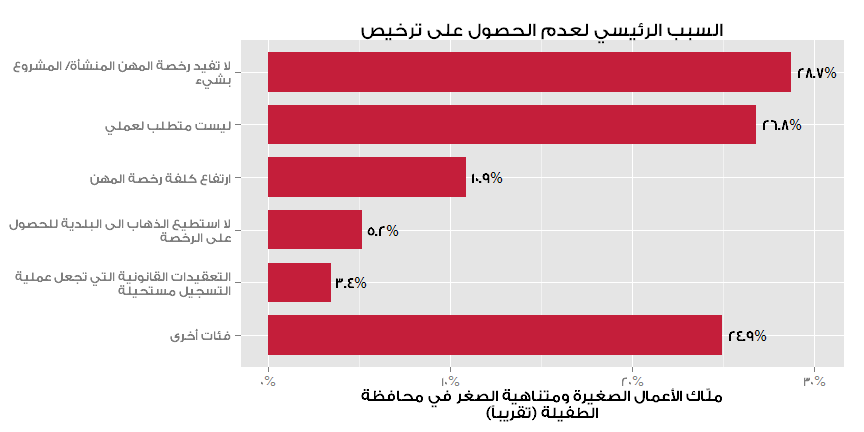 السبب الرئيسي لعدم الحصول على ترخيص
لا تفيد رخصة المهن المنشأة/ المشروع
بشيء
٢٨.٧%
ليست متطلب لعملي
٢٦.٨%
ارتفاع كلفة رخصة المهن
١٠.٩%
لا استطيع الذهاب الى البلدية للحصول
على الرخصة
٥.٢%
التعقيدات القانونية التي تجعل عملية
التسجيل مستحيلة
٣.٤%
فئات أخرى
٢٤.٩%
٠%
١٠%
٢٠%
٣٠%
ملّاك الأعمال الصغيرة ومتناهية الصغر في محافظة
الطفيلة (تقريباً)